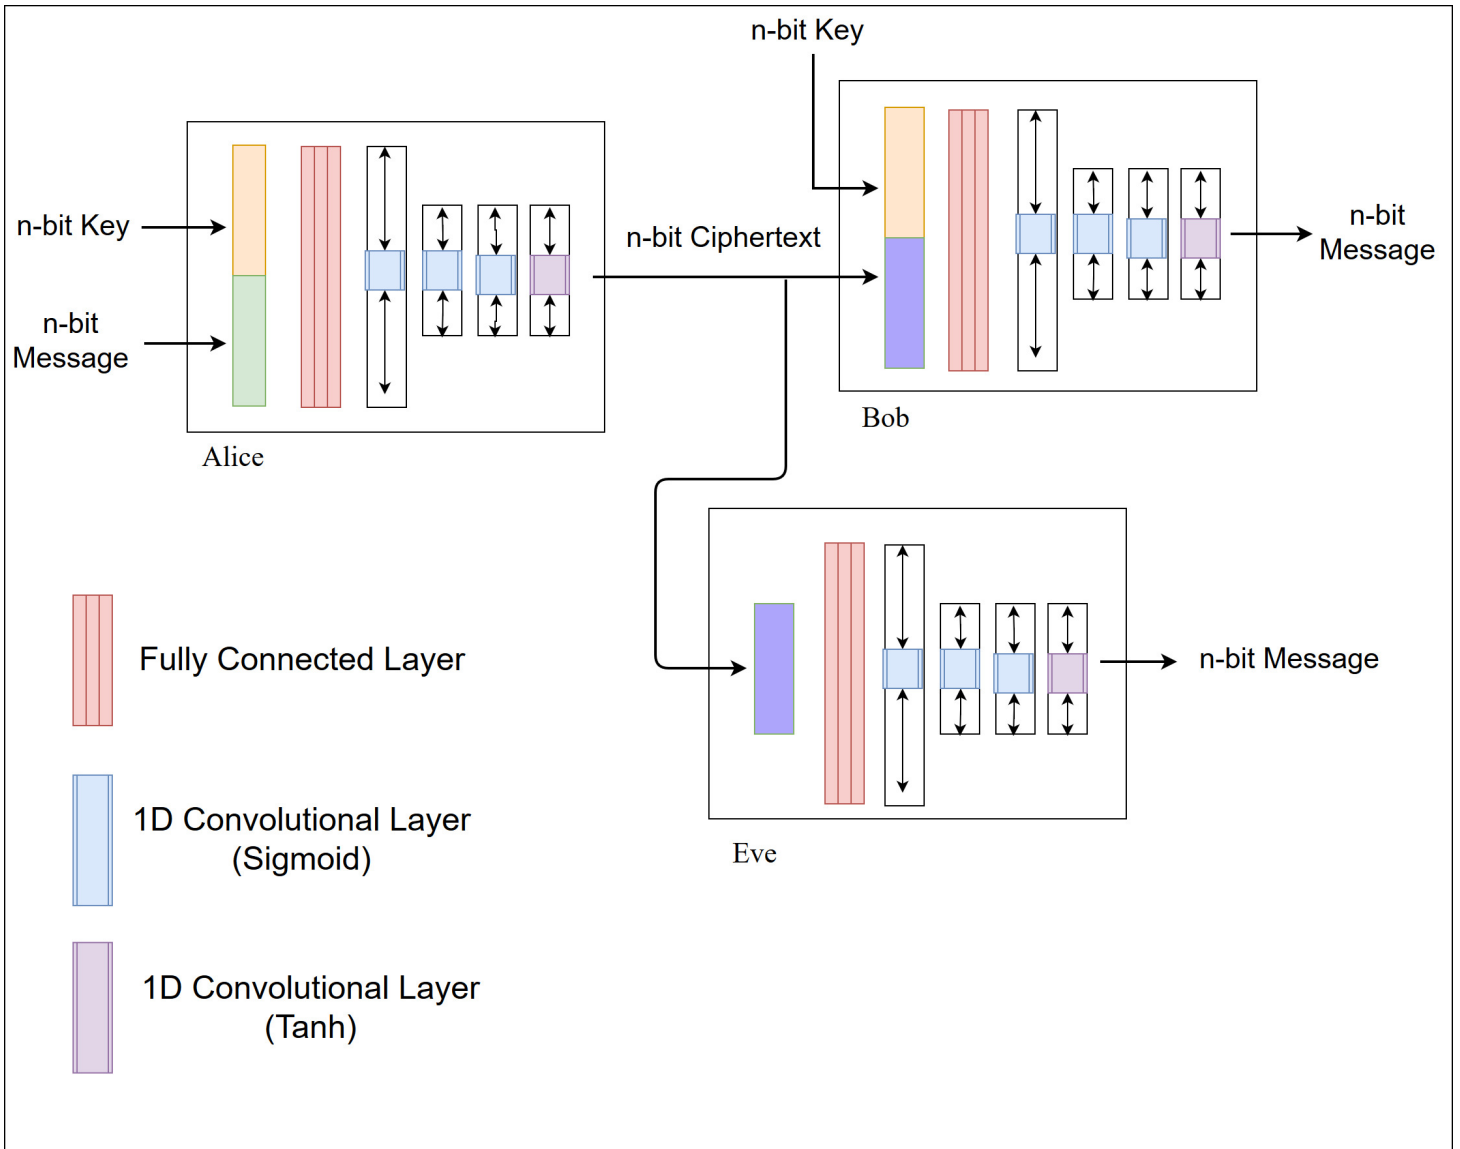 n-bit Key
n-bit Key
n-bit
Message
Alice
n-bit Ciphertext
n-bit
Message
Bob
Eve
n-bit Message
Fully Connected Layer
1D Convolutional Layer
(Sigmoid)
1D Convolutional Layer
(Tanh)